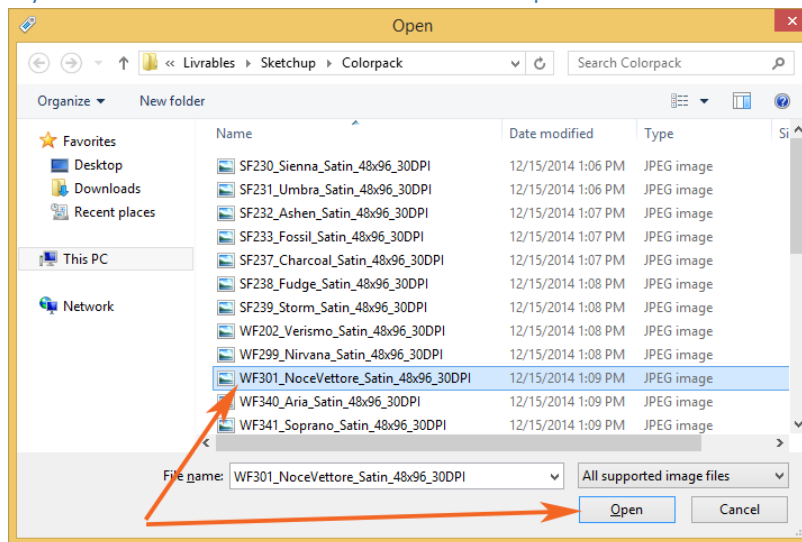 Open
« Livrables Sketchup Colorpack Search Colorpack
Organize New folder
Name Date modified Type Si
Favorites
Desktop
Downloads
Recent places
This PC
Network
SF230_Sienna_Satin_48x96_30DPI 12/15/2014 1:06 PM JPEG image
SF231_Umbra_Satin_48x96_30DPI 12/15/2014 1:06 PM JPEG image
SF232_Ashen_Satin_48x96_30DPI 12/15/2014 1:07 PM JPEG image
SF233_Fossil_Satin_48x96_30DPI 12/15/2014 1:07 PM JPEG image
SF237_Charcoal_Satin_48x96_30DPI 12/15/2014 1:07 PM JPEG image
SF238_Fudge_Satin_48x96_30DPI 12/15/2014 1:08 PM JPEG image
SF239_Storm_Satin_48x96_30DPI 12/15/2014 1:08 PM JPEG image
WF202_Verismo_Satin_48x96_30DPI 12/15/2014 1:08 PM JPEG image
WF299_Nirvana_Satin_48x96_30DPI 12/15/2014 1:08 PM JPEG image
WF301_NoceVettore_Satin_48x96_30DPI 12/15/2014 1:09 PM JPEG image
WF340_Aria_Satin_48x96_30DPI 12/15/2014 1:09 PM JPEG image
WF341_Soprano_Satin_48x96_30DPI 12/15/2014 1:09 PM JPEG image
File name: WF301_NoceVettore_Satin_48x96_30DPI All supported image files
Open Cancel